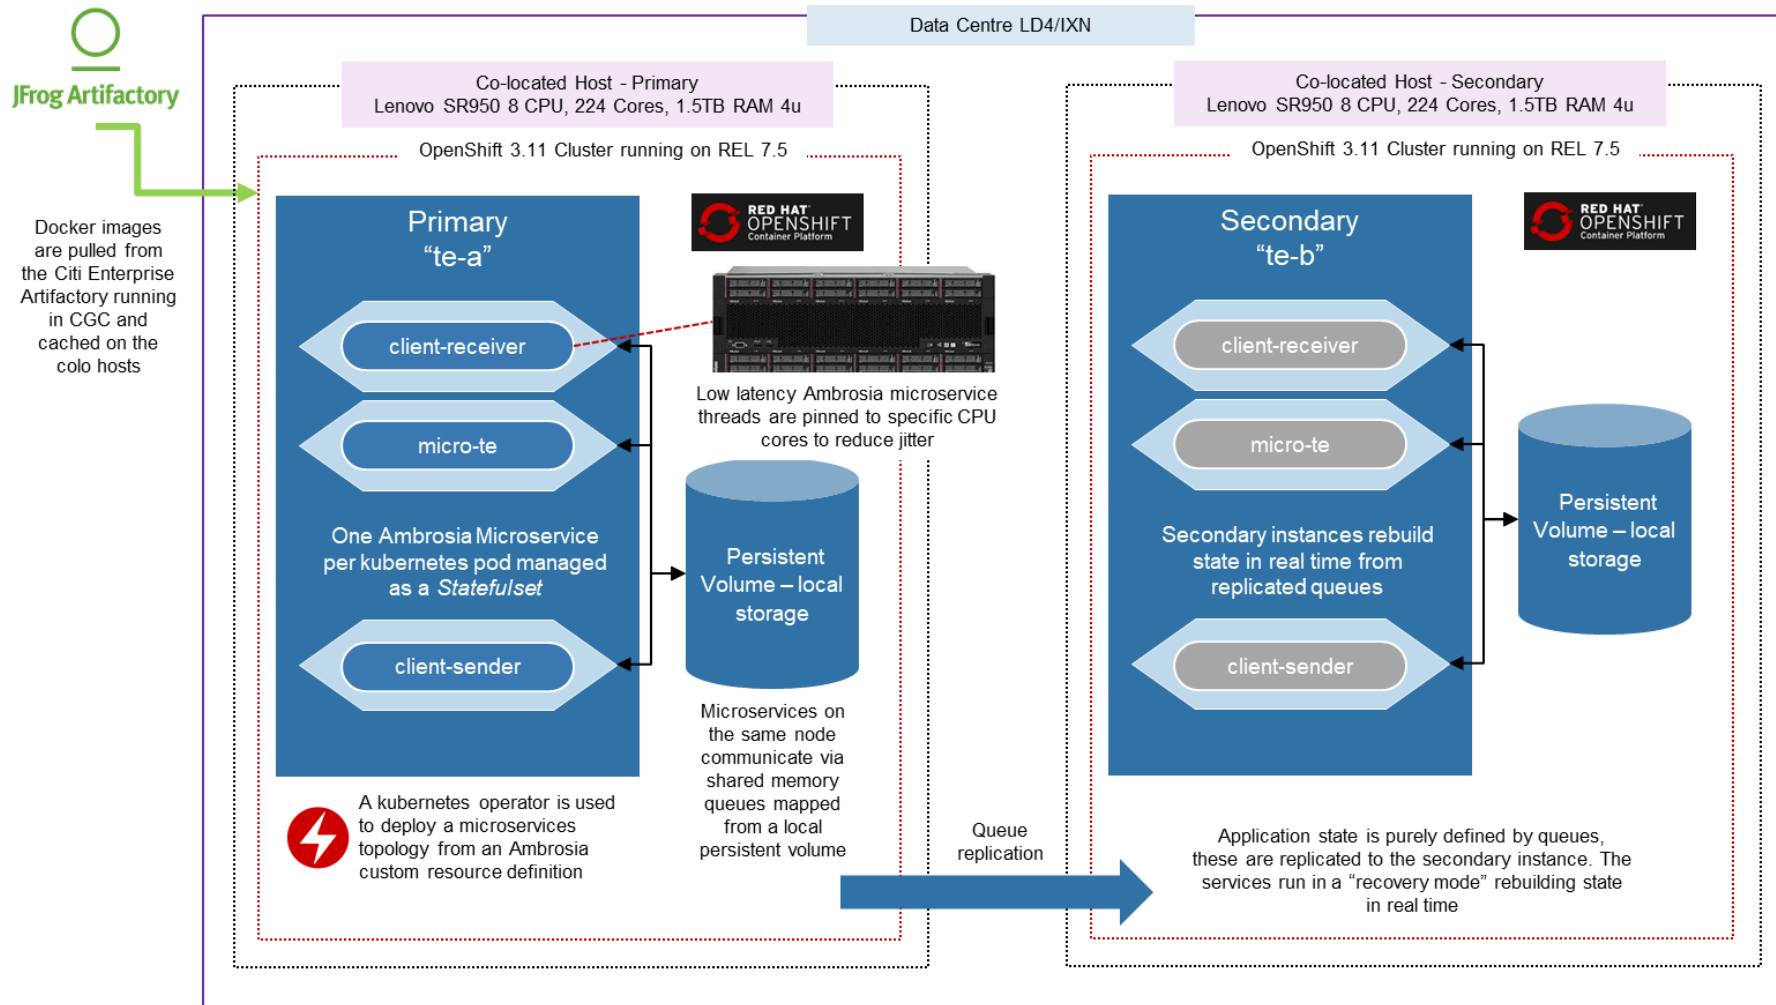 Data Centre LD4/IXN
JFrog Artifactory
Docker images
are pulled from
the Citi Enterprise
Artifactory running
in CGC and
cached on the
colo hosts
Co-located Host - Primary
Lenovo SR950 8 CPU, 224 Cores, 1.5TB RAM 4u
OpenShift 3.11 Cluster running on REL 7.5
Primary
“te-a”
RED HAT
OPENSHIFT
Container Platform
client-receiver
Low latency Ambrosia microservice
threads are pinned to specific CPU
cores to reduce jitter
micro-te
One Ambrosia Microservice
per kubernetes pod managed
as a Statefulset
Persistent
Volume – local
storage
client-sender
Microservices on
the same node
communicate via
shared memory
queues mapped
from a local
persistent volume
A kubernetes operator is used
to deploy a microservices
topology from an Ambrosia
custom resource definition
Queue
replication
Co-located Host - Secondary
Lenovo SR950 8 CPU, 224 Cores, 1.5TB RAM 4u
OpenShift 3.11 Cluster running on REL 7.5
Secondary
“te-b”
RED HAT
OPENSHIFT
Container Platform
client-receiver
micro-te
Secondary instances rebuild
state in real time from
replicated queues
Persistent
Volume – local
storage
client-sender
Application state is purely defined by queues,
these are replicated to the secondary instance. The
services run in a “recovery mode” rebuilding state
in real time